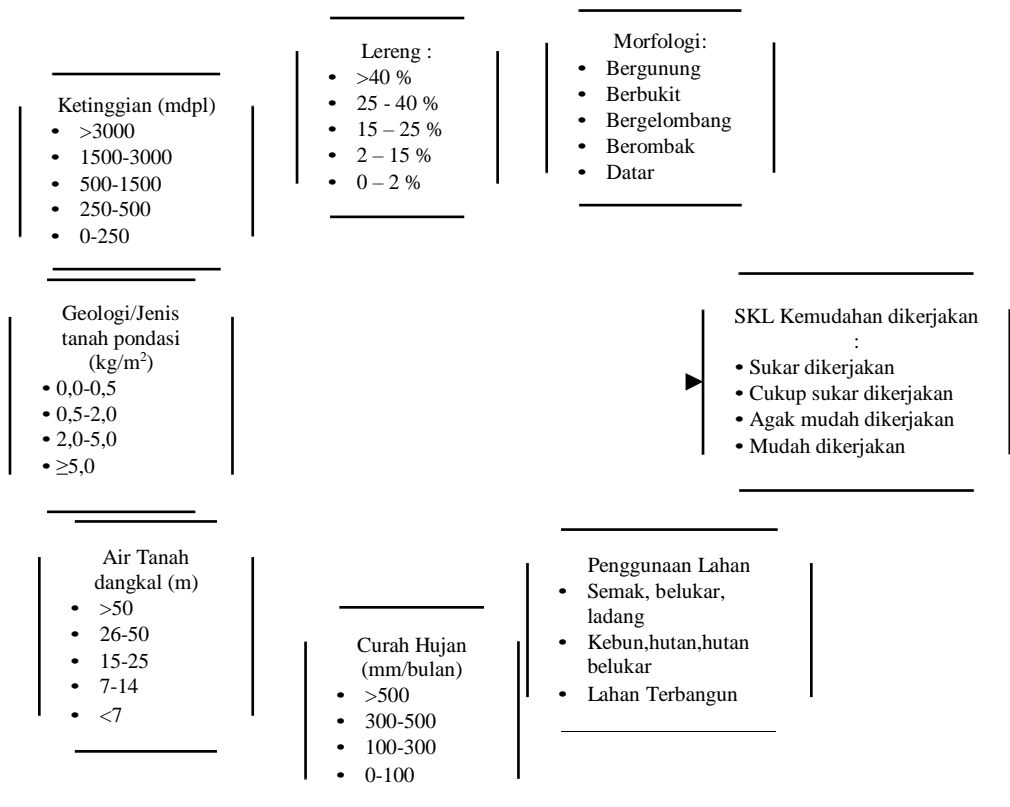 Ketinggian (mdpl)
• >3000
• 1500-3000
• 500-1500
• 250-500
• 0-250
Lereng :
• >40 %
• 25 - 40 %
• 15 – 25 %
• 2 – 15 %
• 0 – 2 %
Morfologi:
• Bergunung
• Berbukit
• Bergelombang
• Berombak
• Datar
Geologi/Jenis
tanah pondasi
(kg/m²)
• 0,0-0,5
• 0,5-2,0
• 2,0-5,0
• ≥5,0
SKL Kemudahan dikerjakan
:
• Sukar dikerjakan
• Cukup sukar dikerjakan
• Agak mudah dikerjakan
• Mudah dikerjakan
Air Tanah
dangkal (m)
• >50
• 26-50
• 15-25
• 7-14
• <7
Curah Hujan
(mm/bulan)
• >500
• 300-500
• 100-300
• 0-100
Penggunaan Lahan
• Semak, belukar,
ladang
• Kebun,hutan,hutan
belukar
• Lahan Terbangun